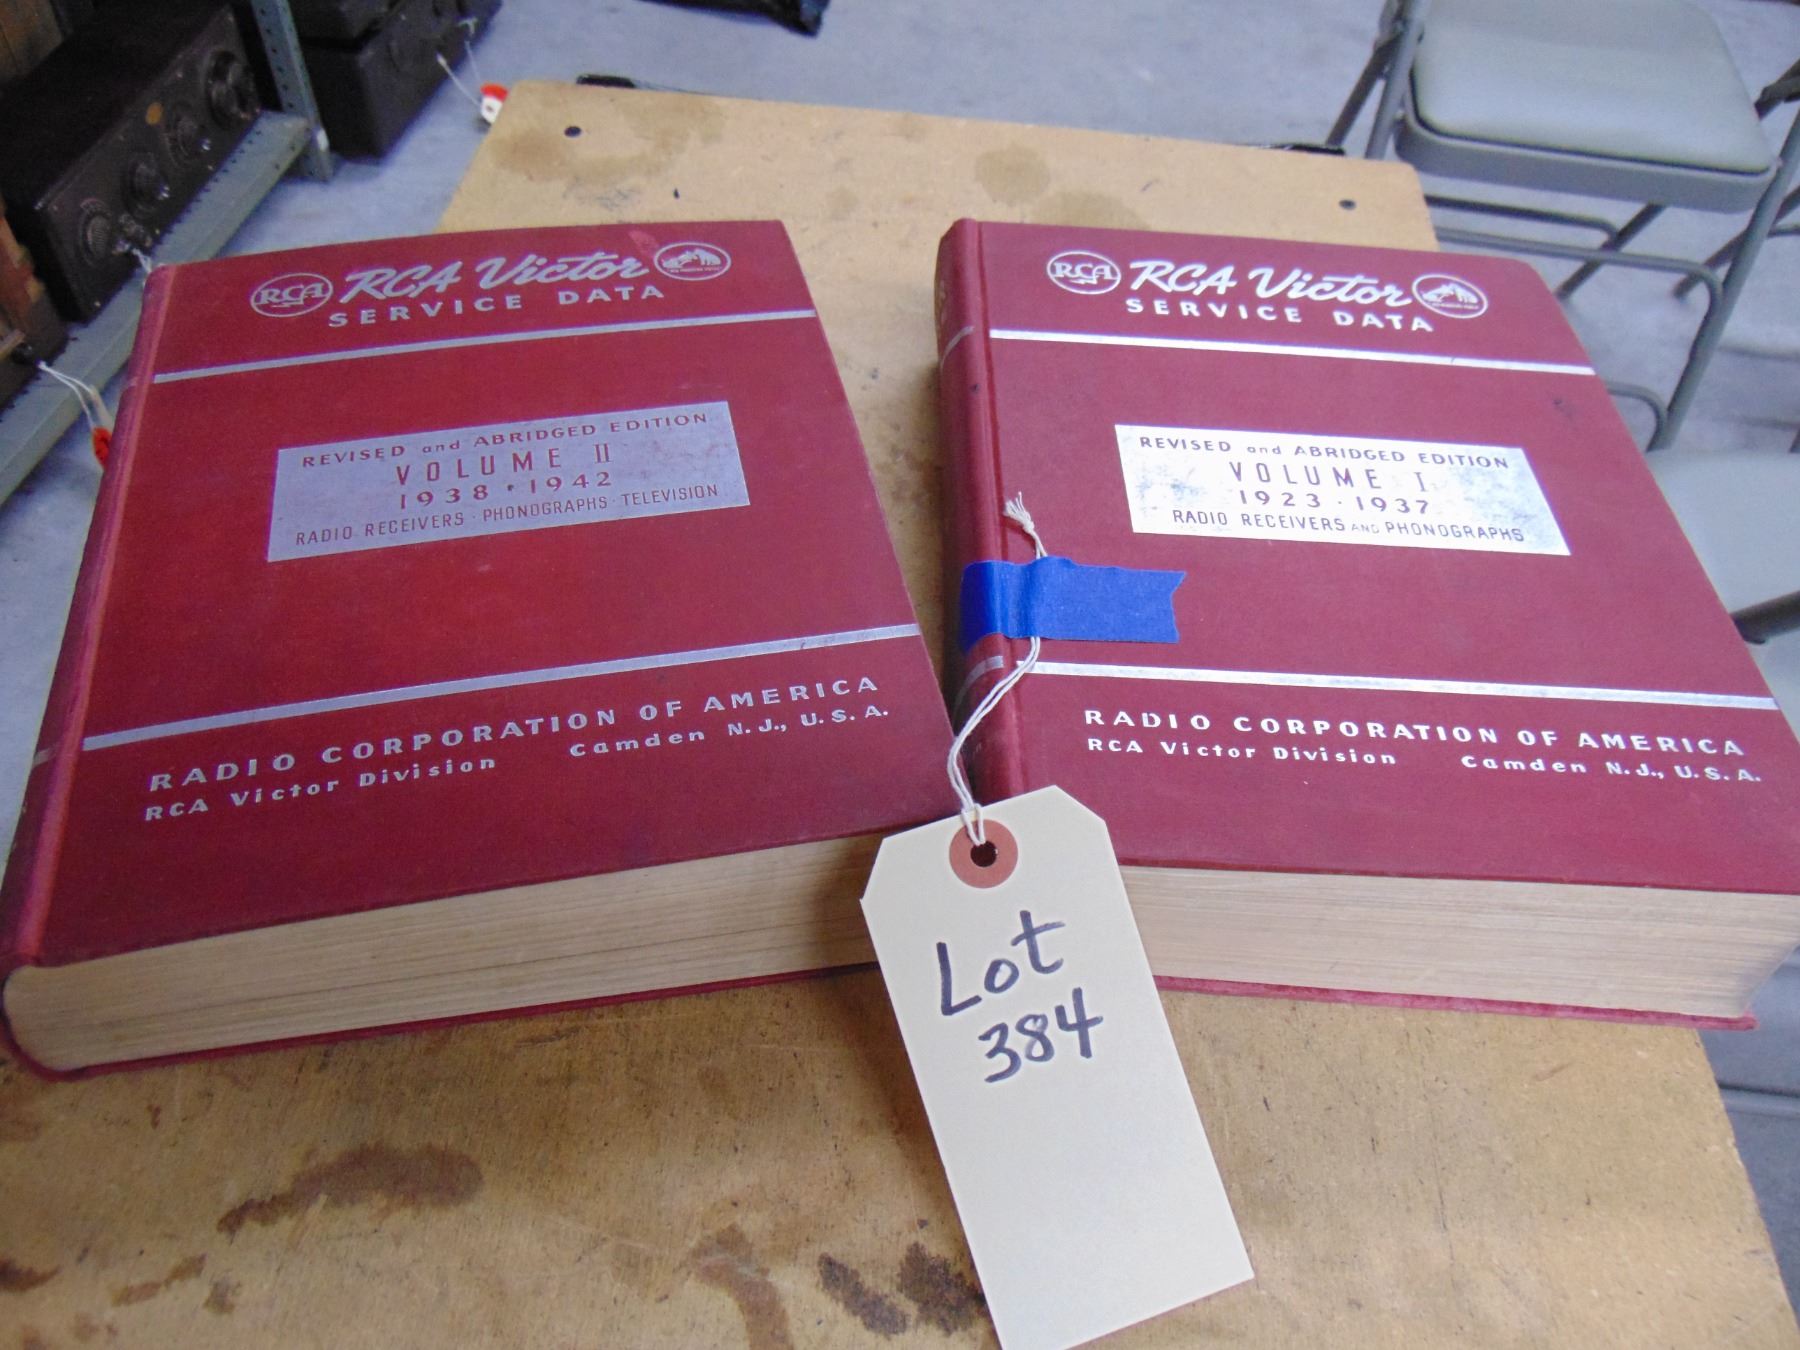 RCA RCA Victor
SERVICE DATA
REVISED and ABRIDGED EDITION
VOLUME II
1938 · 1942
RADIO RECEIVERS · PHONOGRAPHS · TELEVISION
RADIO CORPORATION OF AMERICA
RCA Victor Division Camden N. J., U. S. A.
RCA RCA Victor
SERVICE DATA
REVISED and ABRIDGED EDITION
VOLUME I
1923 · 1937
RADIO RECEIVERS AND PHONOGRAPHS
RADIO CORPORATION OF AMERICA
RCA Victor Division Camden N. J., U. S. A.
Lot
384